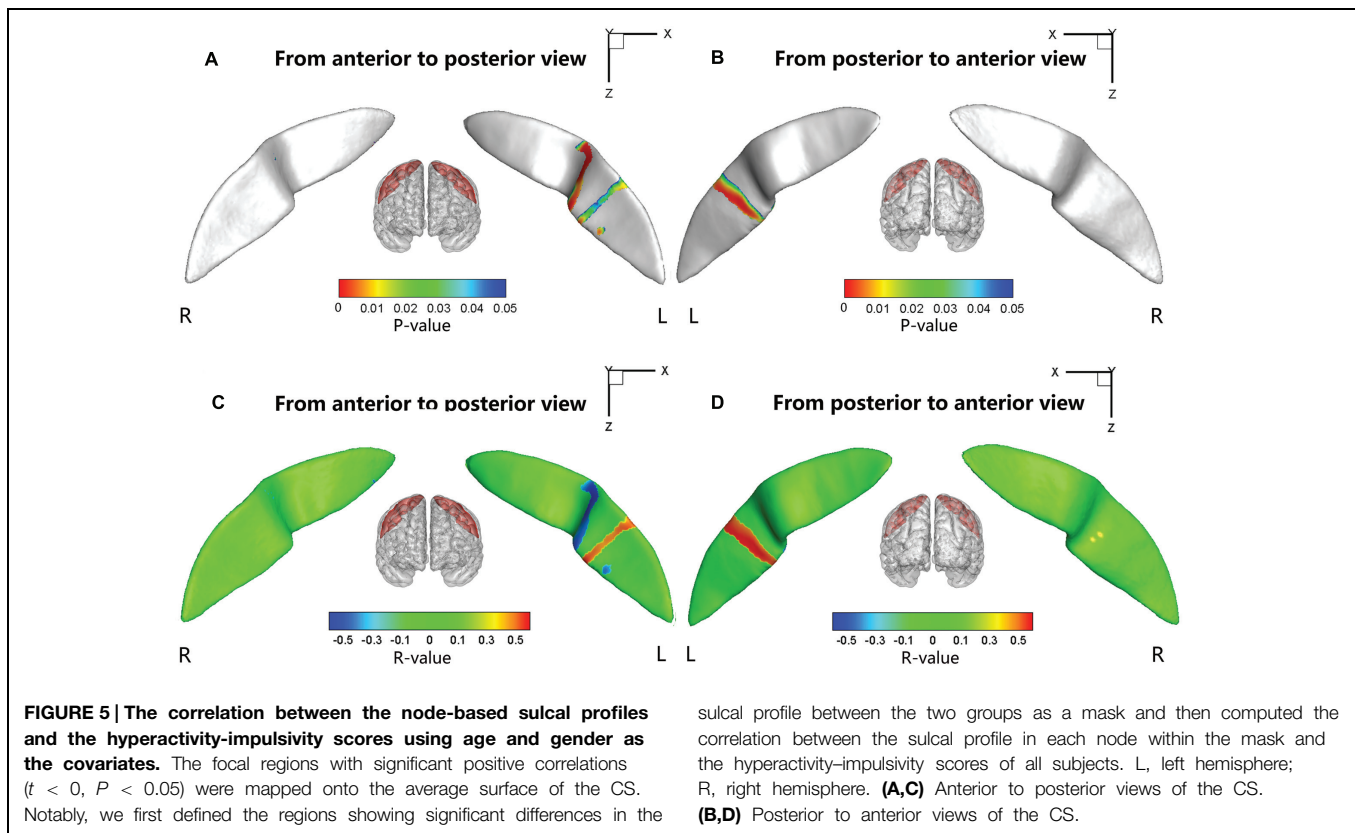 A From anterior to posterior view
Y X
Z
B From posterior to anterior view
X Y
Z
0 0.01 0.02 0.03 0.04 0.05
P-value
R L
0 0.01 0.02 0.03 0.04 0.05
P-value
L R
C From anterior to posterior view
Y X
Z
D From posterior to anterior view
X Y
Z
-0.5 -0.3 -0.1 0 0.1 0.3 0.5
R-value
R L
-0.5 -0.3 -0.1 0 0.1 0.3 0.5
R-value
L R
FIGURE 5 | The correlation between the node-based sulcal profiles
and the hyperactivity-impulsivity scores using age and gender as
the covariates. The focal regions with significant positive correlations
(t < 0, P < 0.05) were mapped onto the average surface of the CS.
Notably, we first defined the regions showing significant differences in the
sulcal profile between the two groups as a mask and then computed the
correlation between the sulcal profile in each node within the mask and
the hyperactivity–impulsivity scores of all subjects. L, left hemisphere;
R, right hemisphere. (A,C) Anterior to posterior views of the CS.
(B,D) Posterior to anterior views of the CS.